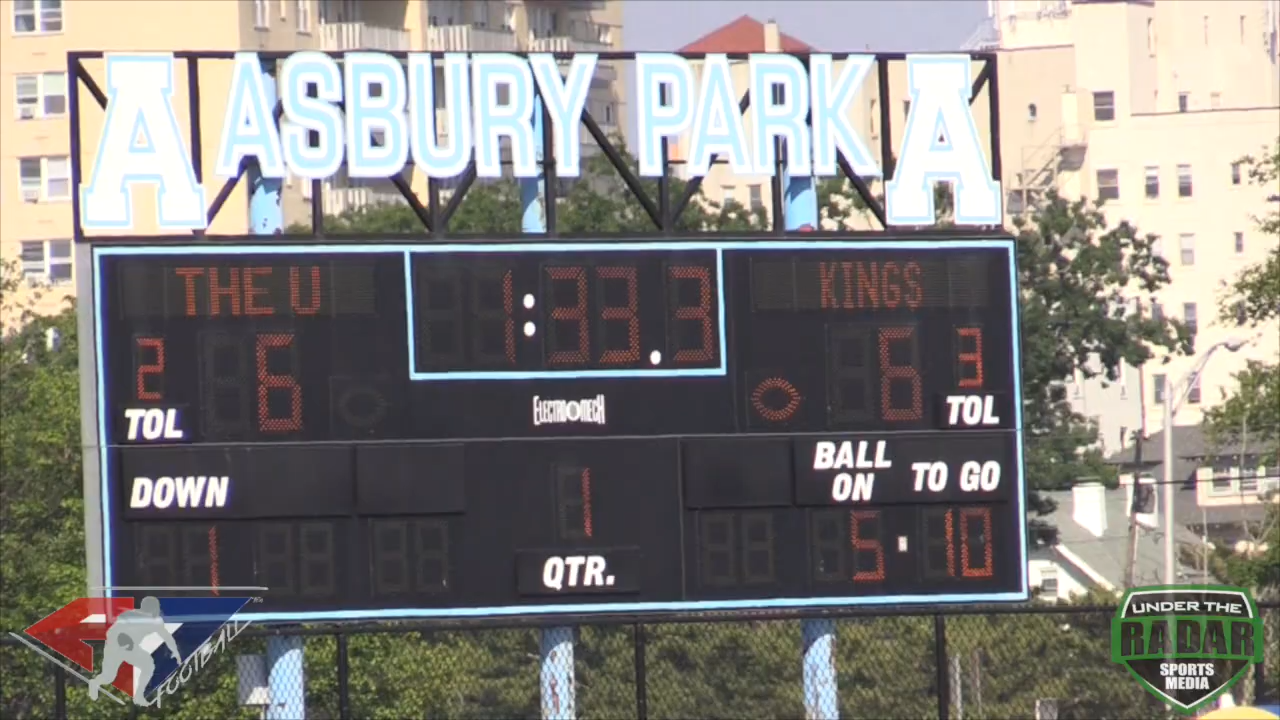 A ASBURY PARK A
THE U 1:33.3 KINGS
2 6 6 3
TOL ELECTRO-MECH TOL
DOWN 1 BALL ON TO GO
1 QTR. 5 10
FOOTBALL
UNDER THE
RADAR
SPORTS
MEDIA